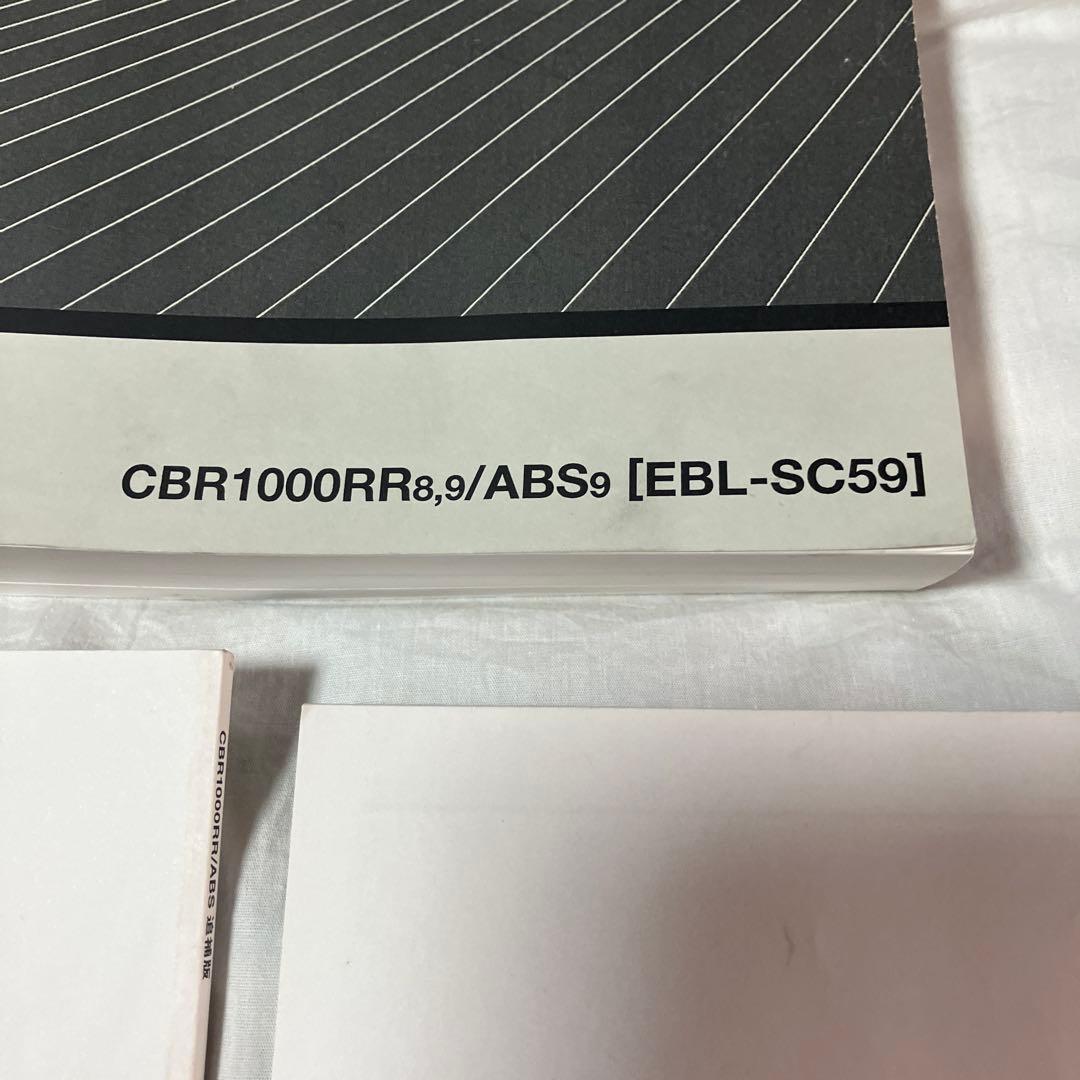 CBR1000RR8,9/ABS9 [EBL-SC59]
CBR1000RR/ABS 追補版